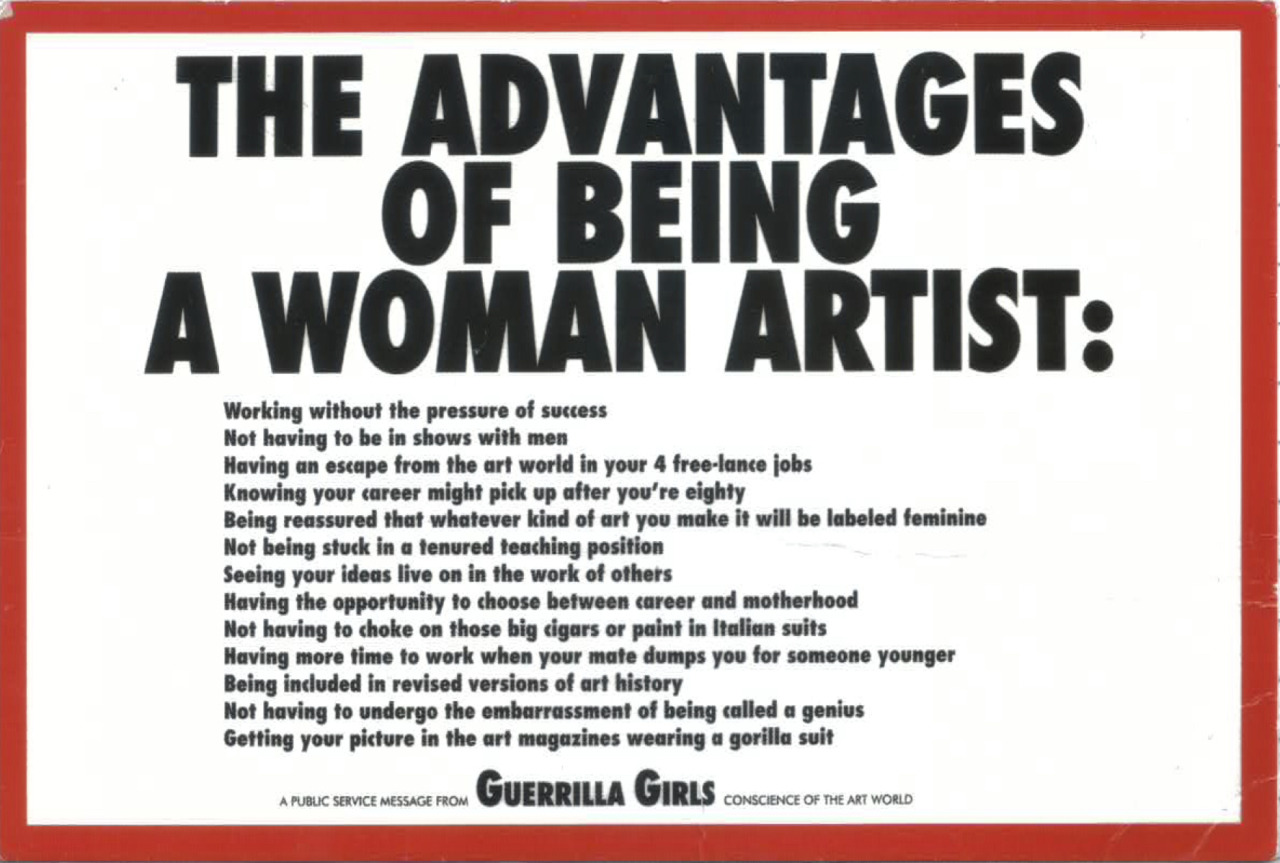 THE ADVANTAGES
OF BEING
A WOMAN ARTIST:
Working without the pressure of success
Not having to be in shows with men
Having an escape from the art world in your 4 free-lance jobs
Knowing your career might pick up after you're eighty
Being reassured that whatever kind of art you make it will be labeled feminine
Not being stuck in a tenured teaching position
Seeing your ideas live on in the work of others
Having the opportunity to choose between career and motherhood
Not having to choke on those big cigars or paint in Italian suits
Having more time to work when your mate dumps you for someone younger
Being included in revised versions of art history
Not having to undergo the embarrassment of being called a genius
Getting your picture in the art magazines wearing a gorilla suit
A PUBLIC SERVICE MESSAGE FROM GUERRILLA GIRLS CONSCIENCE OF THE ART WORLD